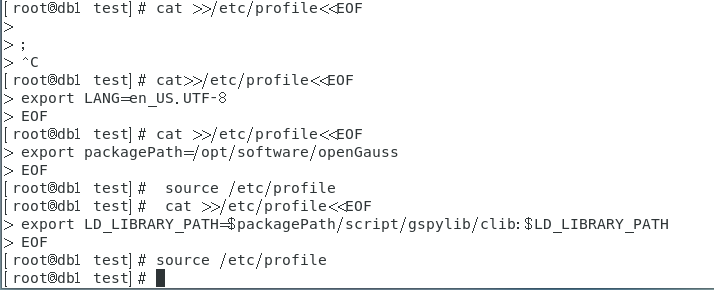 [root@db1 test]# cat >>/etc/profile<<EOF
>
> ;
> ^C
[root@db1 test]# cat>>/etc/profile<<EOF
> export LANG=en_US.UTF-8
> EOF
[root@db1 test]# cat >>/etc/profile<<EOF
> export packagePath=/opt/software/openGauss
> EOF
[root@db1 test]#  source /etc/profile
[root@db1 test]#  cat >>/etc/profile<<EOF
> export LD_LIBRARY_PATH=$packagePath/script/gspylib/clib:$LD_LIBRARY_PATH
> EOF
[root@db1 test]# source /etc/profile
[root@db1 test]#